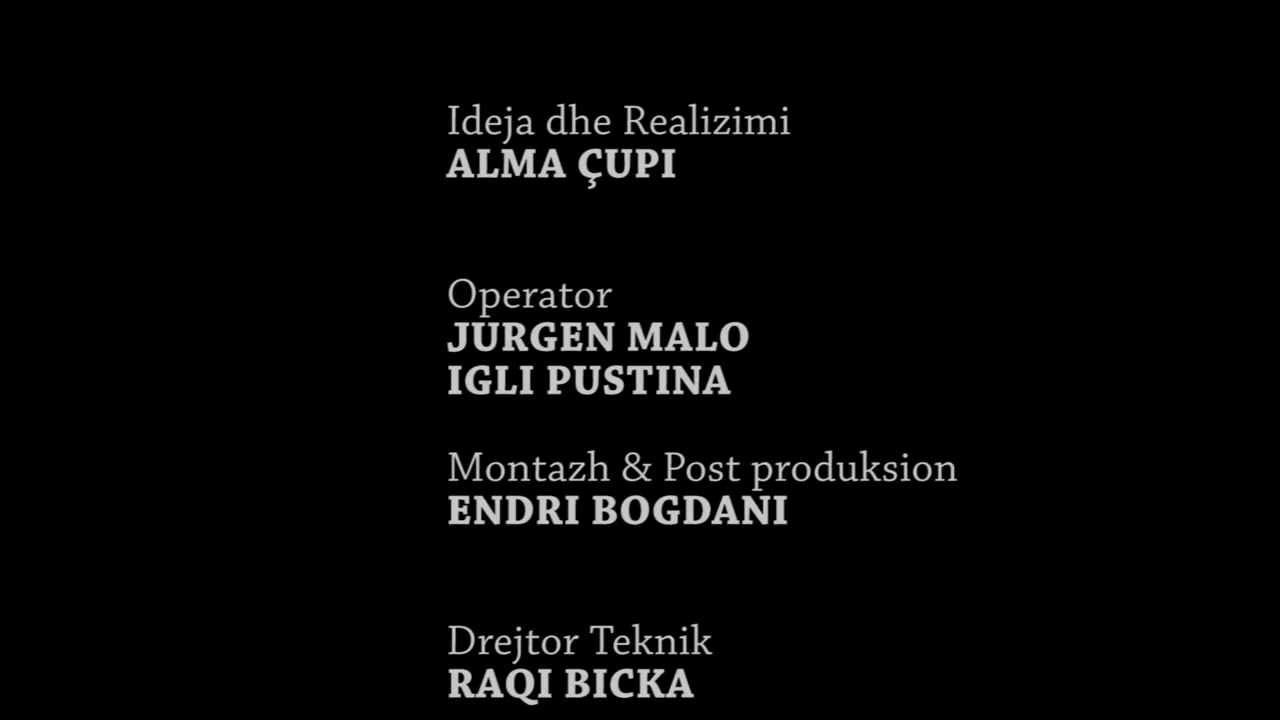 Ideja dhe Realizimi
ALMA ÇUPI
Operator
JURGEN MALO
IGLI PUSTINA
Montazh & Post produksion
ENDRI BOGDANI
Drejtor Teknik
RAQI BICKA